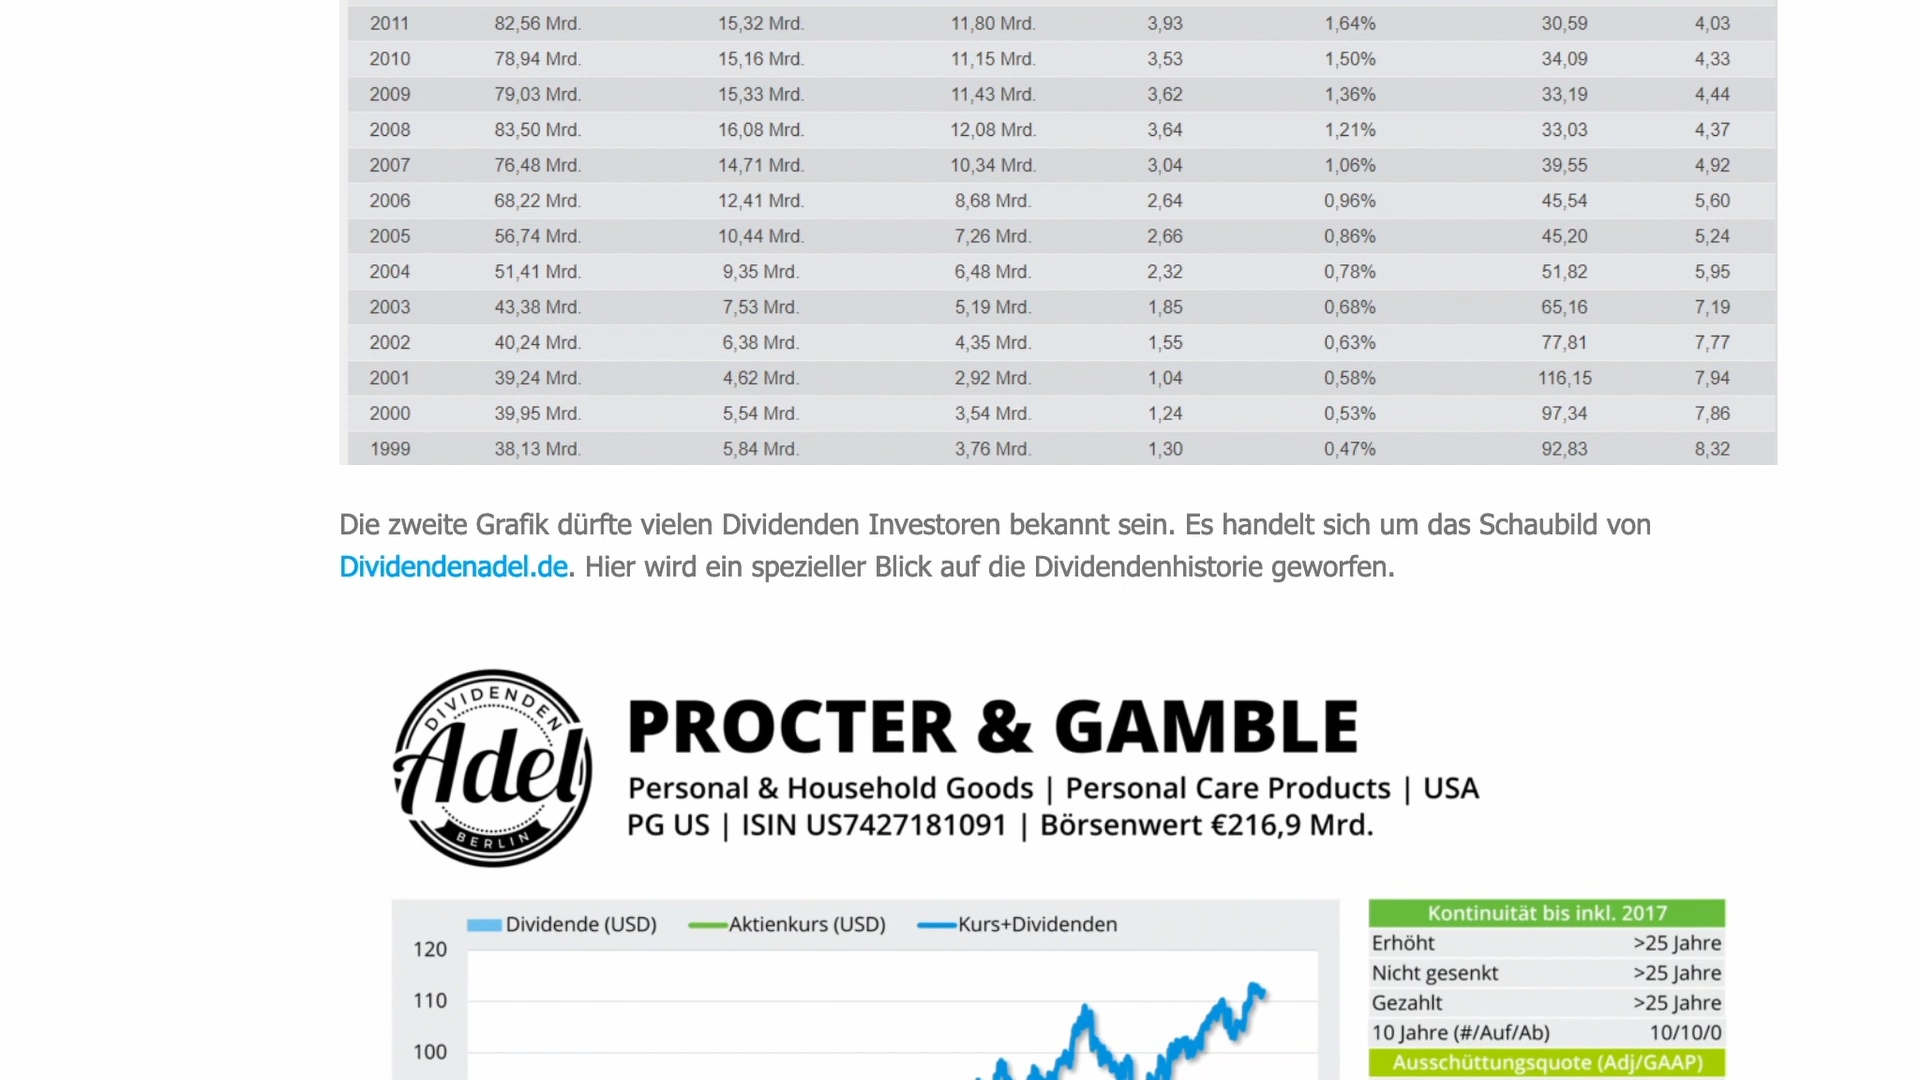 2011 82,56 Mrd. 15,32 Mrd. 11,80 Mrd. 3,93 1,64% 30,59 4,03
2010 78,94 Mrd. 15,16 Mrd. 11,15 Mrd. 3,53 1,50% 34,09 4,33
2009 79,03 Mrd. 15,33 Mrd. 11,43 Mrd. 3,62 1,36% 33,19 4,44
2008 83,50 Mrd. 16,08 Mrd. 12,08 Mrd. 3,64 1,21% 33,03 4,37
2007 76,48 Mrd. 14,71 Mrd. 10,34 Mrd. 3,04 1,06% 39,55 4,92
2006 68,22 Mrd. 12,41 Mrd. 8,68 Mrd. 2,64 0,96% 45,54 5,60
2005 56,74 Mrd. 10,44 Mrd. 7,26 Mrd. 2,66 0,86% 45,20 5,24
2004 51,41 Mrd. 9,35 Mrd. 6,48 Mrd. 2,32 0,78% 51,82 5,95
2003 43,38 Mrd. 7,53 Mrd. 5,19 Mrd. 1,85 0,68% 65,16 7,19
2002 40,24 Mrd. 6,38 Mrd. 4,35 Mrd. 1,55 0,63% 77,81 7,77
2001 39,24 Mrd. 4,62 Mrd. 2,92 Mrd. 1,04 0,58% 116,15 7,94
2000 39,95 Mrd. 5,54 Mrd. 3,54 Mrd. 1,24 0,53% 97,34 7,86
1999 38,13 Mrd. 5,84 Mrd. 3,76 Mrd. 1,30 0,47% 92,83 8,32
Die zweite Grafik dürfte vielen Dividenden Investoren bekannt sein. Es handelt sich um das Schaubild von
Dividendenadel.de. Hier wird ein spezieller Blick auf die Dividendenhistorie geworfen.
DIVIDENDEN
Adel
BERLIN
PROCTER & GAMBLE
Personal & Household Goods | Personal Care Products | USA
PG US | ISIN US7427181091 | Börsenwert €216,9 Mrd.
Dividende (USD) Aktienkurs (USD) Kurs+Dividenden
120
110
100
Kontinuität bis inkl. 2017
Erhöht >25 Jahre
Nicht gesenkt >25 Jahre
Gezahlt >25 Jahre
10 Jahre (#/Auf/Ab) 10/10/0
Ausschüttungsquote (Adj/GAAP)